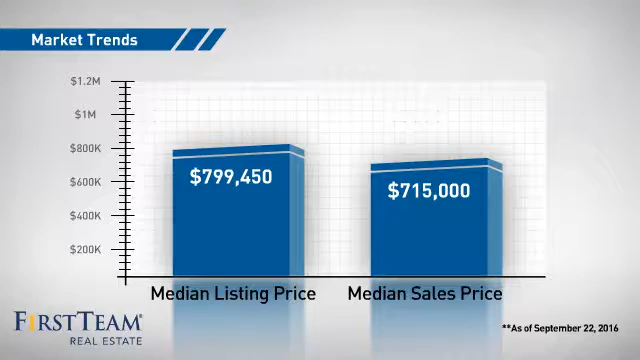 Market Trends
$1.2M
$1M
$800K
$600K
$400K
$200K
$799,450
$715,000
Median Listing Price
Median Sales Price
FIRSTTEAM®
REAL ESTATE
**As of September 22, 2016